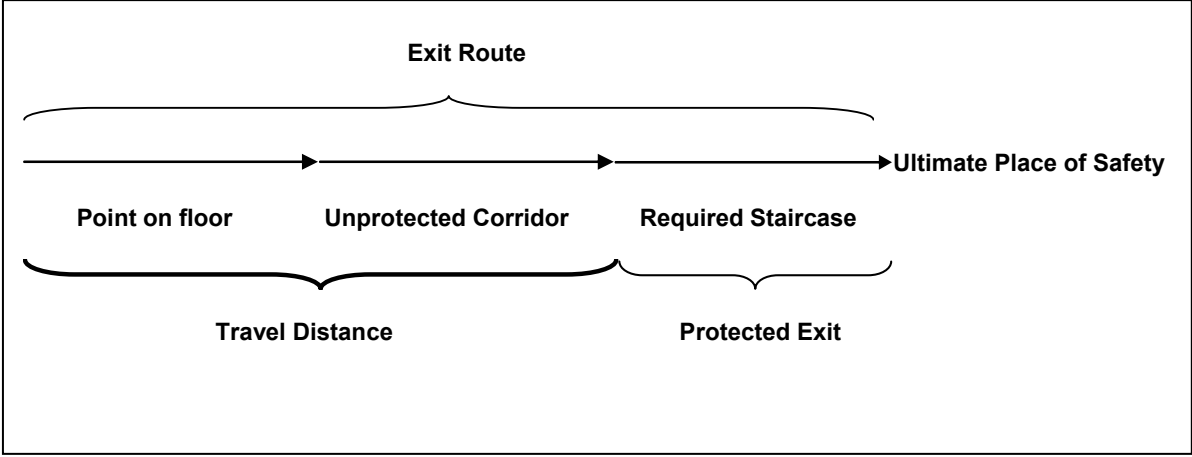 Exit Route
Ultimate Place of Safety
Point on floor Unprotected Corridor Required Staircase
Travel Distance Protected Exit